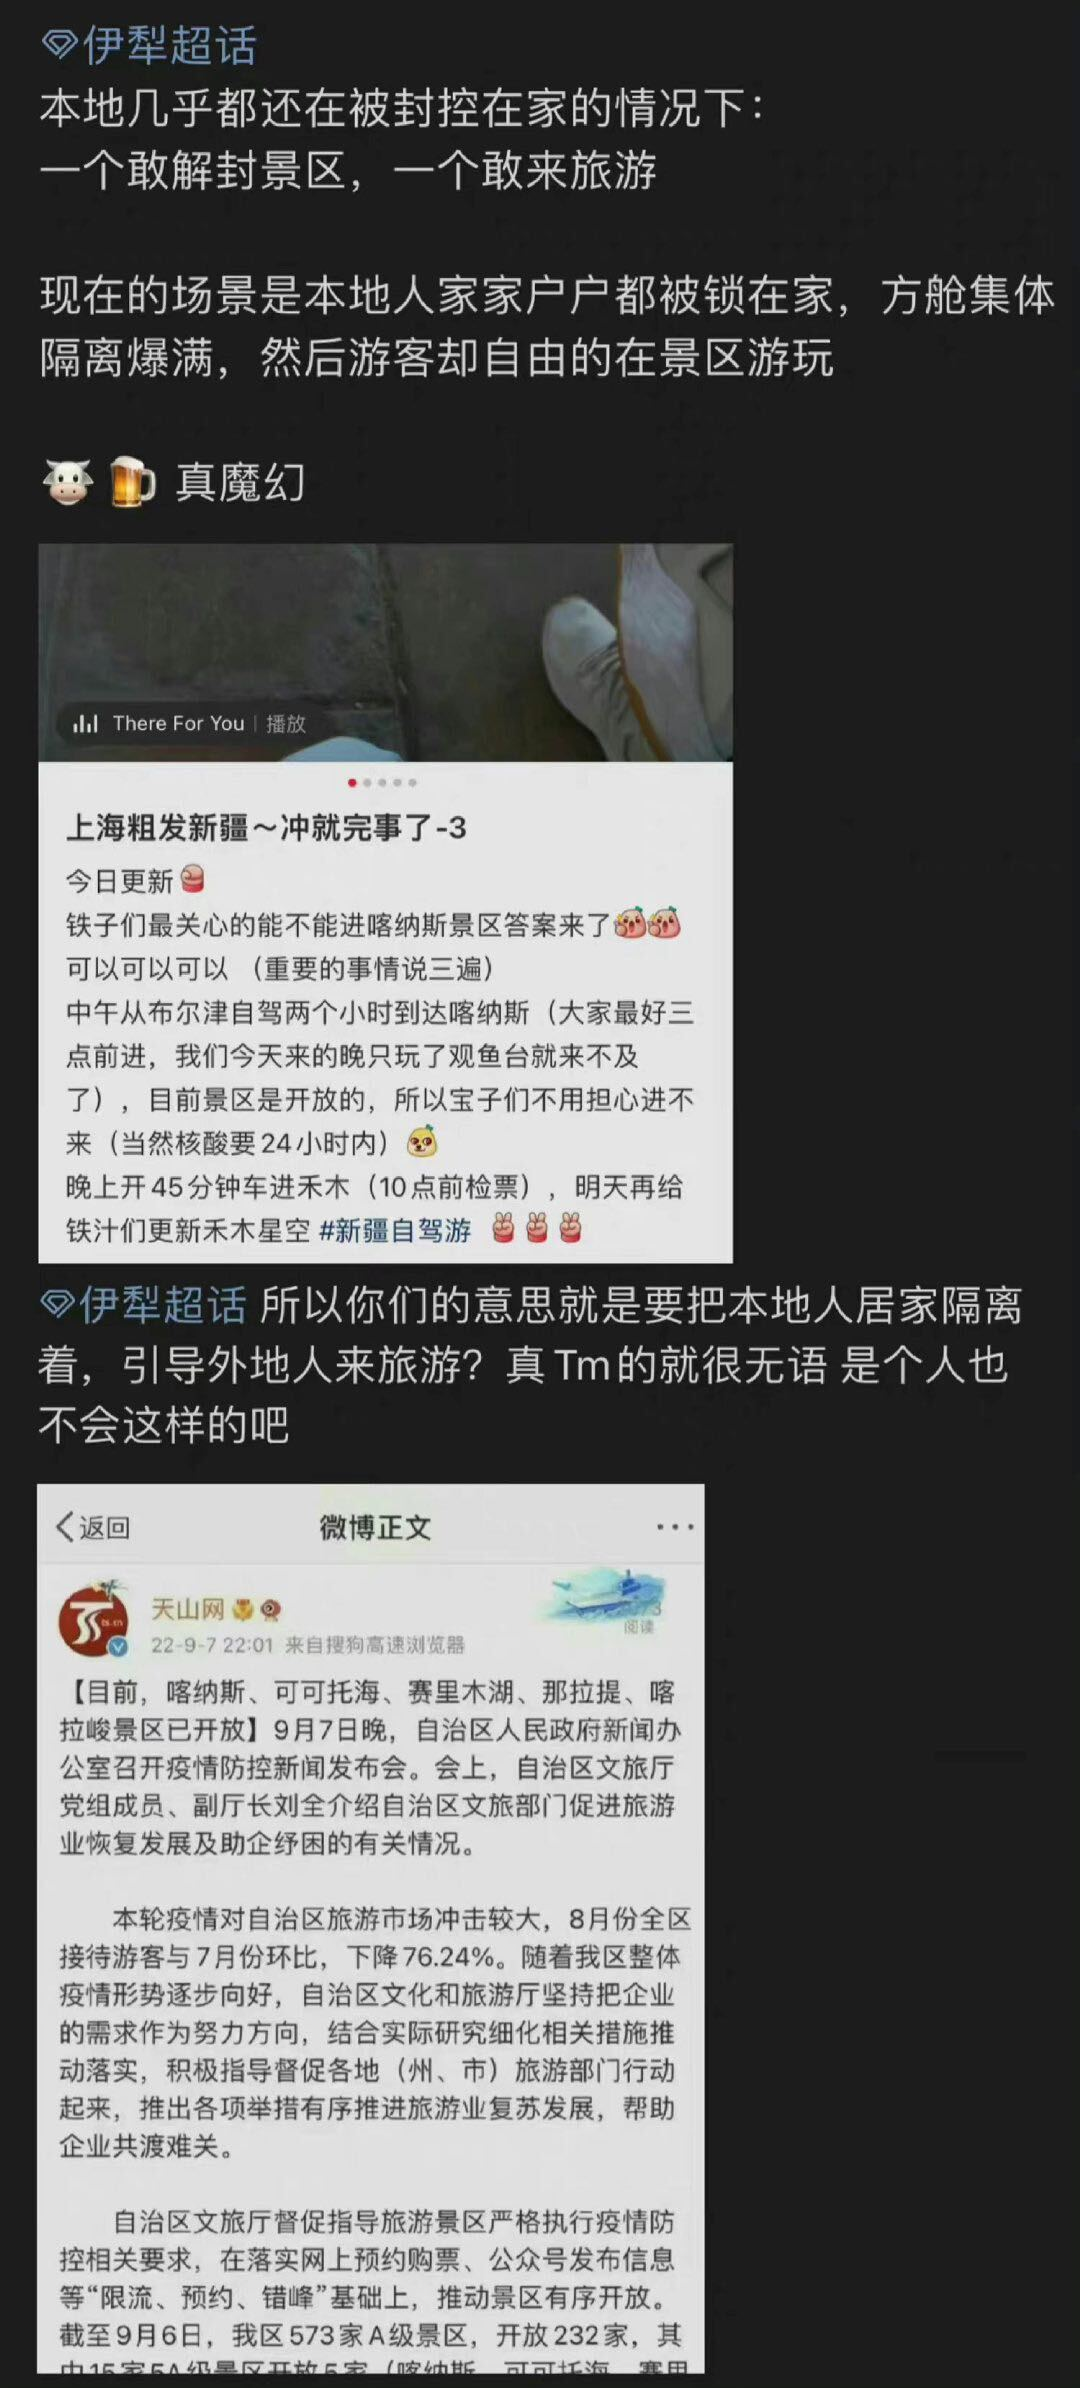 伊犁超话
本地几乎都还在被封控在家的情况下：
一个敢解封景区，一个敢来旅游
现在的场景是本地人家家户户都被锁在家，方舱集体
隔离爆满，然后游客却自由的在景区游玩
🐮🍺 真魔幻
There For You | 播放
上海粗发新疆～冲就完事了-3
今日更新
铁子们最关心的能不能进喀纳斯景区答案来了
可以可以可以 （重要的事情说三遍）
中午从布尔津自驾两个小时到达喀纳斯（大家最好三
点前进，我们今天来的晚只玩了观鱼台就来不及
了），目前景区是开放的，所以宝子们不用担心进不
来（当然核酸要24小时内）
晚上开45分钟车进禾木（10点前检票），明天再给
铁汁们更新禾木星空 #新疆自驾游 ✌✌✌
伊犁超话 所以你们的意思就是要把本地人居家隔离
着，引导外地人来旅游？真 Tm的就很无语 是个人也
不会这样的吧
返回 微博正文 ···
天山网
阅读
22-9-7 22:01 来自搜狗高速浏览器
【目前，喀纳斯、可可托海、赛里木湖、那拉提、喀
拉峻景区已开放】9月7日晚，自治区人民政府新闻办
公室召开疫情防控新闻发布会。会上，自治区文旅厅
党组成员、副厅长刘全介绍自治区文旅部门促进旅游
业恢复发展及助企纾困的有关情况。
本轮疫情对自治区旅游市场冲击较大，8月份全区
接待游客与7月份环比，下降76.24%。随着我区整体
疫情形势逐步向好，自治区文化和旅游厅坚持把企业
的需求作为努力方向，结合实际研究细化相关措施推
动落实，积极指导督促各地（州、市）旅游部门行动
起来，推出各项举措有序推进旅游业复苏发展，帮助
企业共渡难关。
自治区文旅厅督促指导旅游景区严格执行疫情防
控相关要求，在落实网上预约购票、公众号发布信息
等“限流、预约、错峰”基础上，推动景区有序开放。
截至9月6日，我区573家A级景区，开放232家，其
中15家5A级景区开放5家（喀纳斯、可可托海、赛里